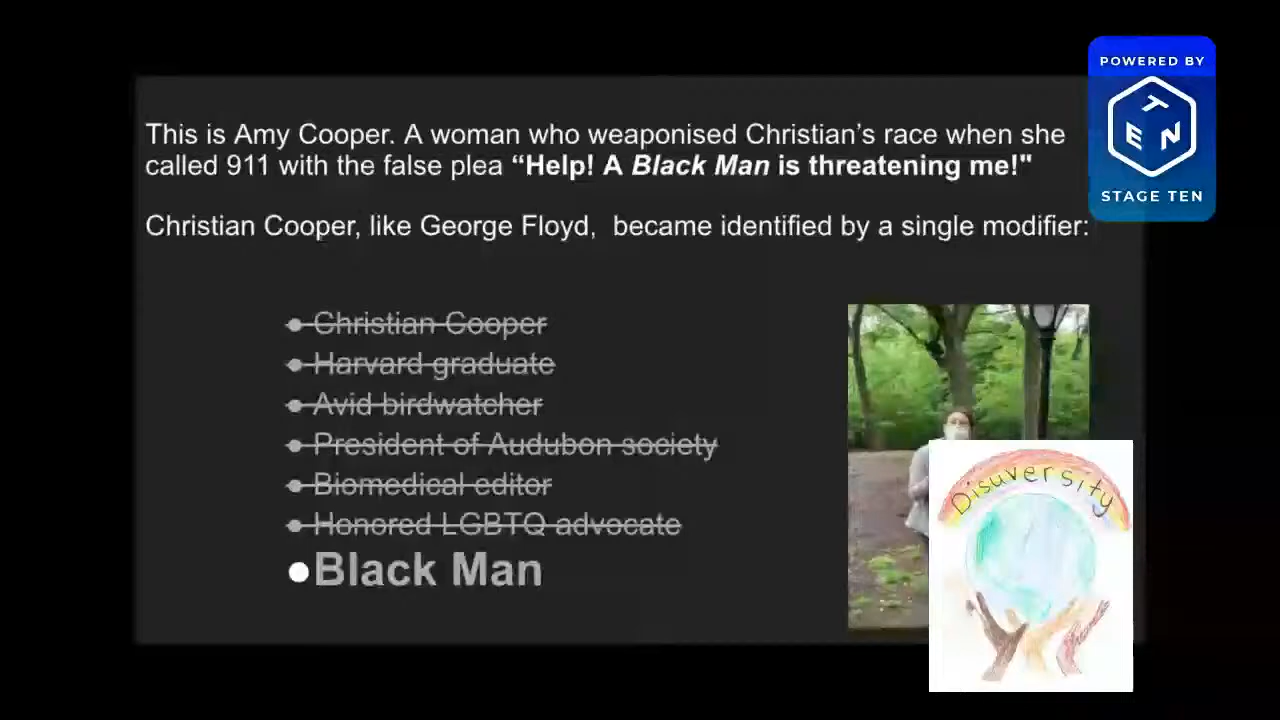 POWERED BY
TEN
STAGE TEN
This is Amy Cooper. A woman who weaponised Christian’s race when she
called 911 with the false plea “Help! A Black Man is threatening me!"
Christian Cooper, like George Floyd,  became identified by a single modifier:
Christian Cooper
Harvard graduate
Avid birdwatcher
President of Audubon society
Biomedical editor
Honored LGBTQ advocate
Black Man
Disuversity